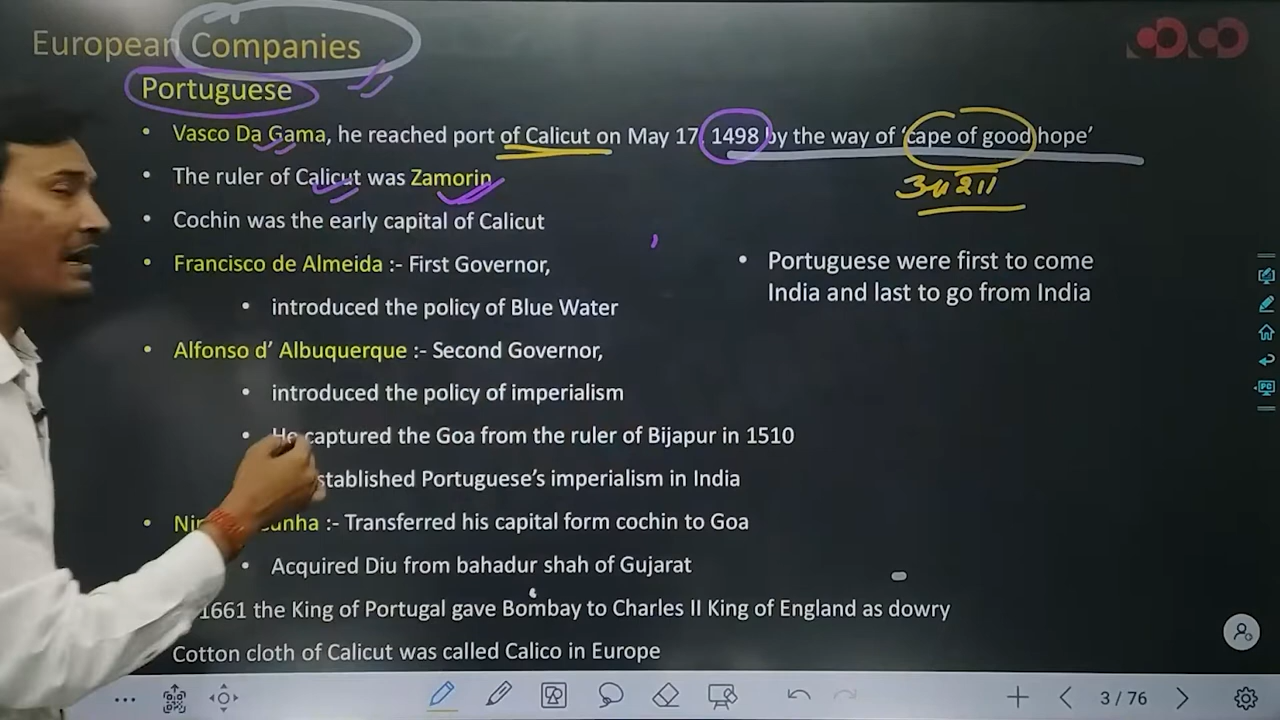 European Companies
Portuguese
• Vasco Da Gama, he reached port of Calicut on May 17, 1498 by the way of ‘cape of good hope’
आशा
• The ruler of Calicut was Zamorin
• Cochin was the early capital of Calicut
• Francisco de Almeida :- First Governor,
• introduced the policy of Blue Water
• Alfonso d’ Albuquerque :- Second Governor,
• introduced the policy of imperialism
• He captured the Goa from the ruler of Bijapur in 1510
stablished Portuguese’s imperialism in India
• Nin unha :- Transferred his capital form cochin to Goa
• Acquired Diu from bahadur shah of Gujarat
1661 the King of Portugal gave Bombay to Charles II King of England as dowry
Cotton cloth of Calicut was called Calico in Europe
• Portuguese were first to come
India and last to go from India
3 / 76